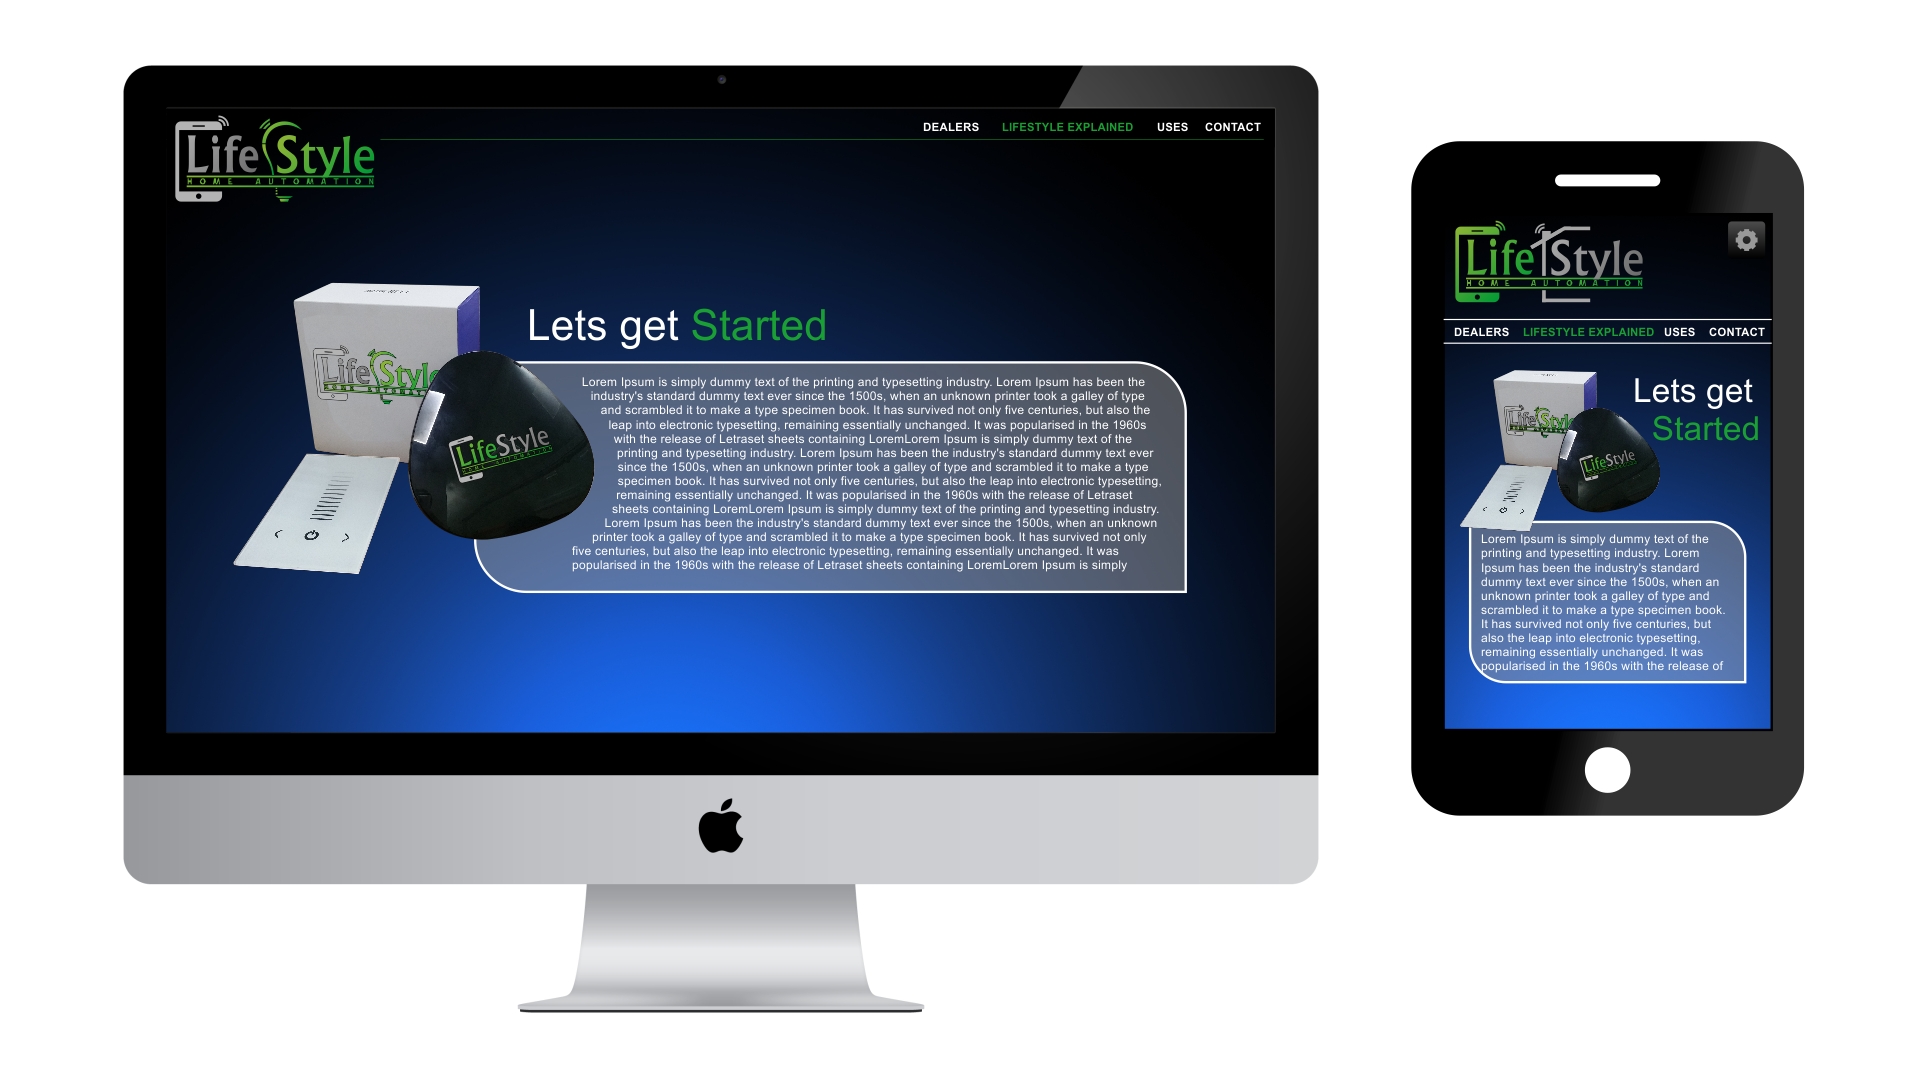 LifeStyle
HOME AUTOMATION
DEALERS LIFESTYLE EXPLAINED USES CONTACT
Lets get Started
LifeStyle
HOME AUTOMATION
LifeStyle
HOME AUTOMATION
Lorem Ipsum is simply dummy text of the printing and typesetting industry. Lorem Ipsum has been the
industry's standard dummy text ever since the 1500s, when an unknown printer took a galley of type
and scrambled it to make a type specimen book. It has survived not only five centuries, but also the
leap into electronic typesetting, remaining essentially unchanged. It was popularised in the 1960s
with the release of Letraset sheets containing LoremLorem Ipsum is simply dummy text of the
printing and typesetting industry. Lorem Ipsum has been the industry's standard dummy text ever
since the 1500s, when an unknown printer took a galley of type and scrambled it to make a type
specimen book. It has survived not only five centuries, but also the leap into electronic typesetting,
remaining essentially unchanged. It was popularised in the 1960s with the release of Letraset
sheets containing LoremLorem Ipsum is simply dummy text of the printing and typesetting industry.
Lorem Ipsum has been the industry's standard dummy text ever since the 1500s, when an unknown
printer took a galley of type and scrambled it to make a type specimen book. It has survived not only
five centuries, but also the leap into electronic typesetting, remaining essentially unchanged. It was
popularised in the 1960s with the release of Letraset sheets containing LoremLorem Ipsum is simply
LifeStyle
HOME AUTOMATION
DEALERS LIFESTYLE EXPLAINED USES CONTACT
Lets get
Started
LifeStyle
LifeStyle
Lorem Ipsum is simply dummy text of the
printing and typesetting industry. Lorem
Ipsum has been the industry's standard
dummy text ever since the 1500s, when an
unknown printer took a galley of type and
scrambled it to make a type specimen book.
It has survived not only five centuries, but
also the leap into electronic typesetting,
remaining essentially unchanged. It was
popularised in the 1960s with the release of